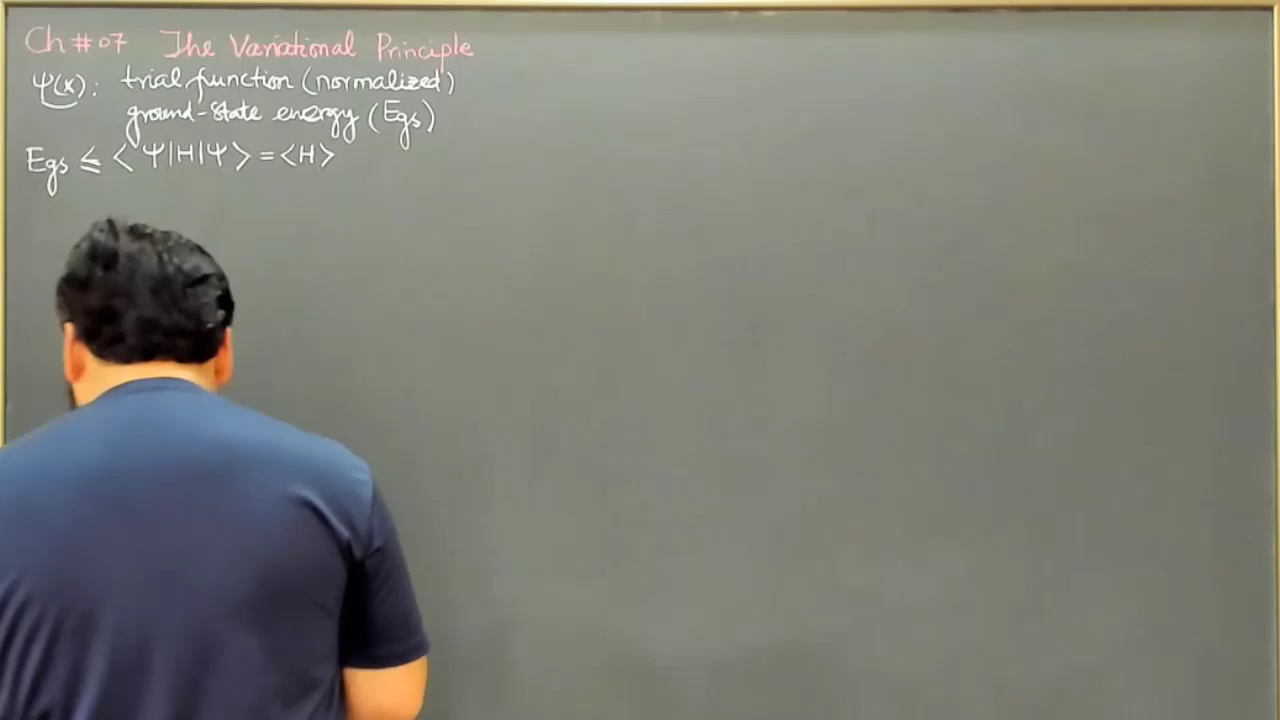 Ch # 07 The Variational Principle
Ψ(x): trial function (normalized)
ground-state energy (Egs)
Egs ≤ ⟨Ψ|H|Ψ⟩ = ⟨H⟩